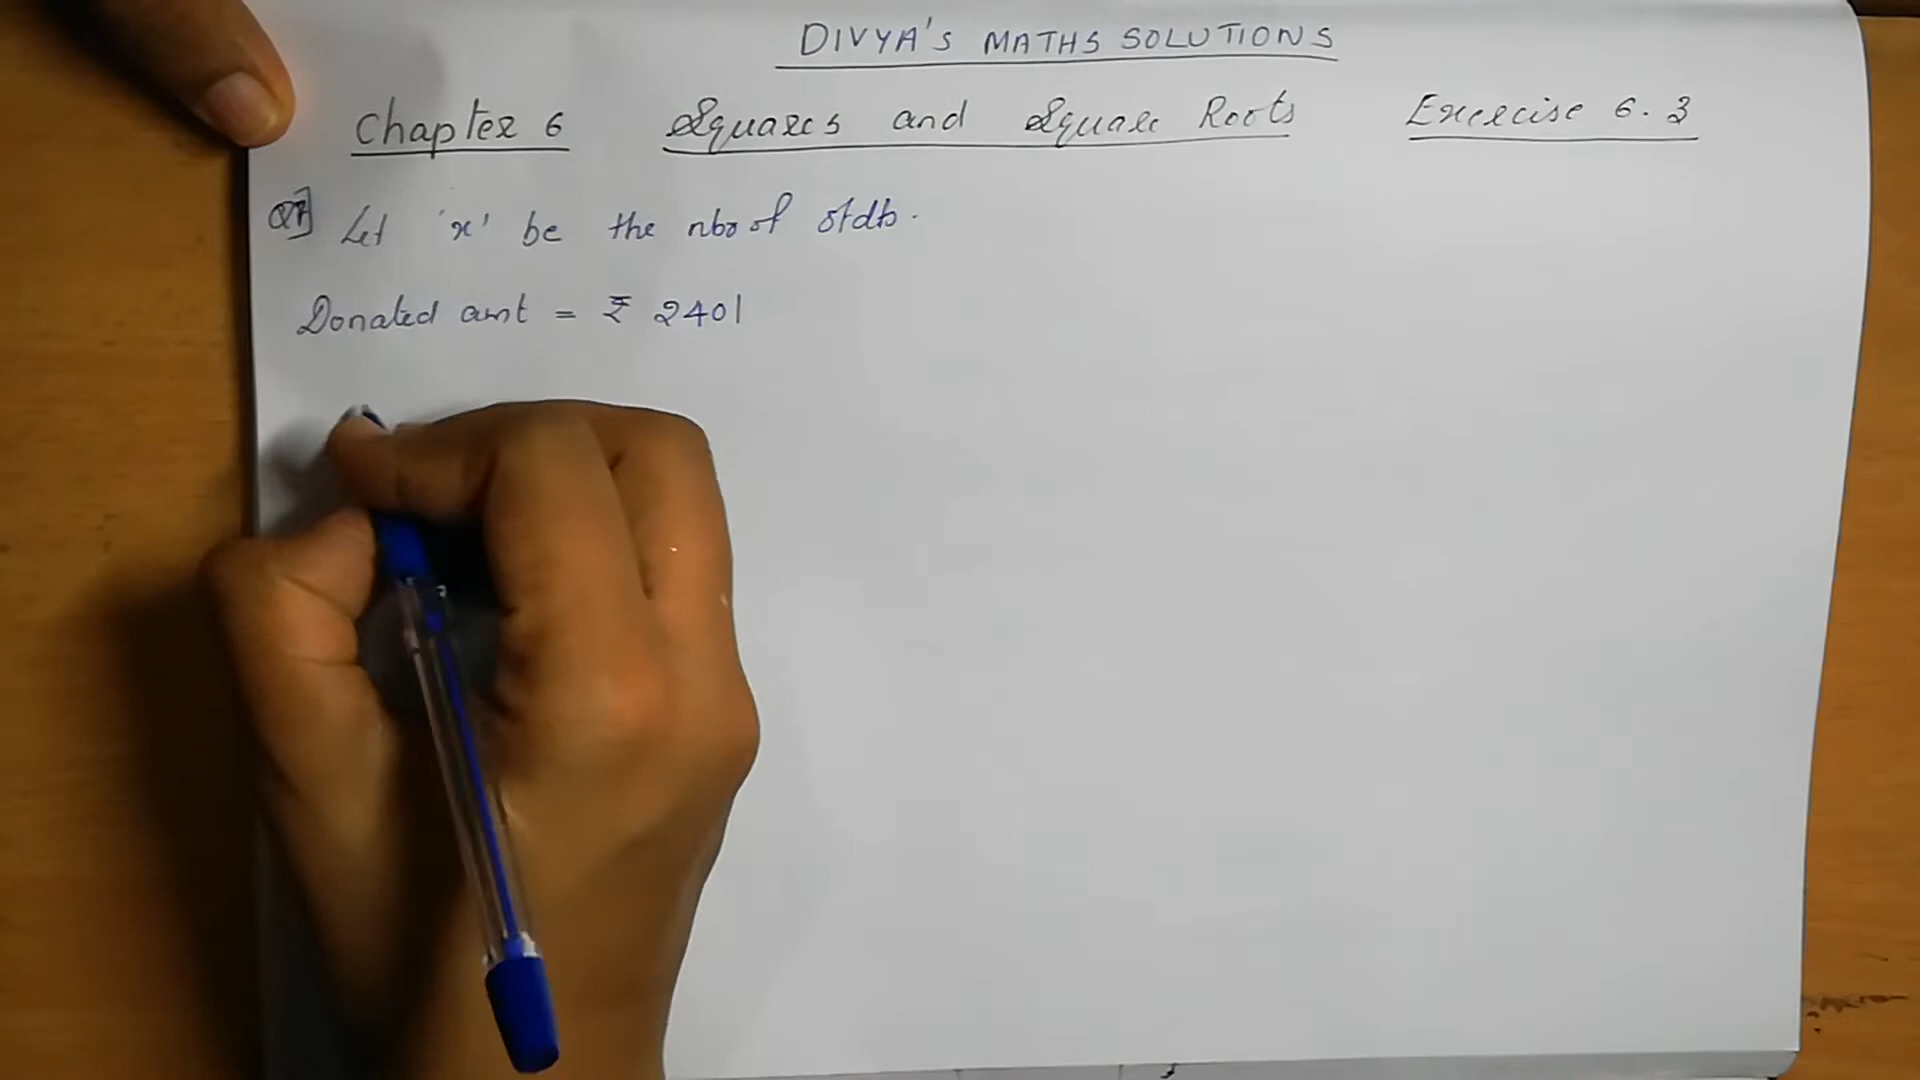 DIVYA's MATHS SOLUTIONS
Chapter 6 Squares and Square Roots Exercise 6.3
Q7] Let 'x' be the nbr of stdts.
Donated amt = ₹ 2401